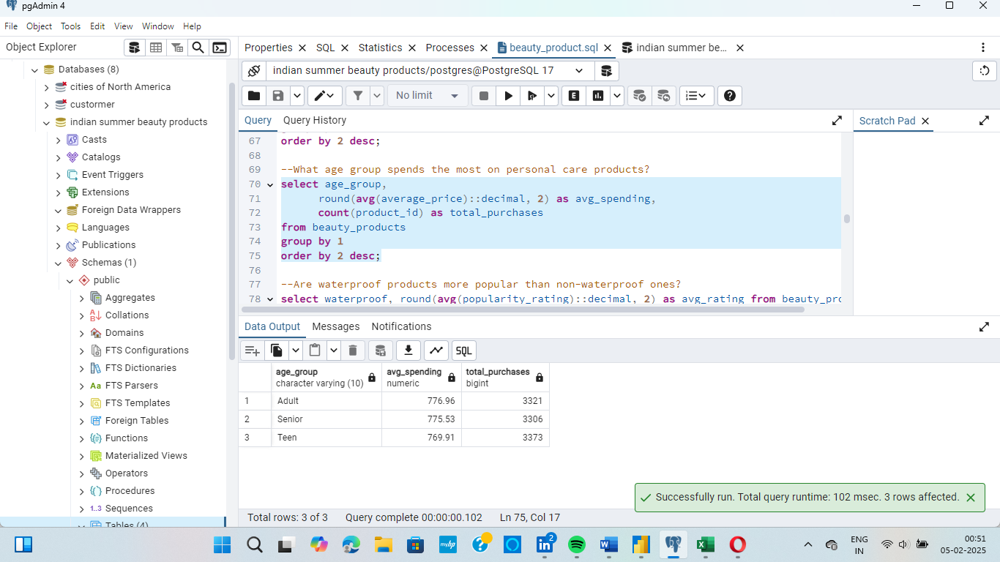 pgAdmin 4
File Object Tools Edit View Window Help
Object Explorer
Properties SQL Statistics Processes beauty_product.sql indian summer be...
Databases (8)
cities of North America
custormer
indian summer beauty products
Casts
Catalogs
Event Triggers
Extensions
Foreign Data Wrappers
Languages
Publications
Schemas (1)
public
Aggregates
Collations
Domains
FTS Configurations
FTS Dictionaries
Aa FTS Parsers
FTS Templates
Foreign Tables
Functions
Materialized Views
Operators
Procedures
1..3 Sequences
Tables (4)
indian summer beauty products/postgres@PostgreSQL 17
No limit
E
Query Query History
Scratch Pad
67 order by 2 desc;
68
69 --What age group spends the most on personal care products?
70 select age_group,
71 round(avg(average_price)::decimal, 2) as avg_spending,
72 count(product_id) as total_purchases
73 from beauty_products
74 group by 1
75 order by 2 desc;
76
77 --Are waterproof products more popular than non-waterproof ones?
78 select waterproof, round(avg(popularity_rating)::decimal, 2) as avg_rating from beauty_pro
Data Output Messages Notifications
SQL
age_group avg_spending total_purchases
character varying (10) numeric bigint
1 Adult 776.96 3321
2 Senior 775.53 3306
3 Teen 769.91 3373
Successfully run. Total query runtime: 102 msec. 3 rows affected.
Total rows: 3 of 3 Query complete 00:00:00.102 Ln 75, Col 17
myhp
2
ENG
IN
00:51
05-02-2025